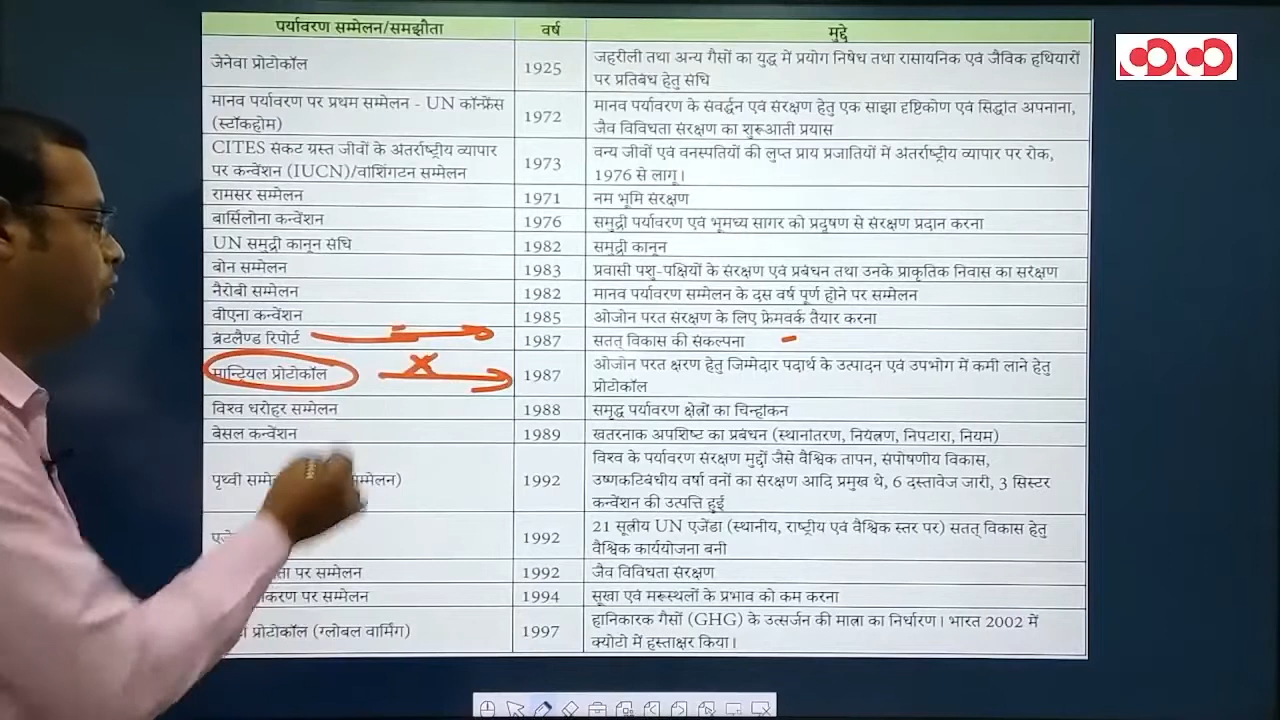 पर्यावरण सम्मेलन/समझौता वर्ष मुद्दे
जेनेवा प्रोटोकॉल 1925 जहरीली तथा अन्य गैसों का युद्ध में प्रयोग निषेध तथा रासायनिक एवं जैविक हथियारों
पर प्रतिबंध हेतु संधि
मानव पर्यावरण पर प्रथम सम्मेलन - UN कॉन्फ्रेंस
(स्टॉकहोम) 1972 मानव पर्यावरण के संवर्द्धन एवं संरक्षण हेतु एक साझा दृष्टिकोण एवं सिद्धांत अपनाना,
जैव विविधता संरक्षण का शुरूआती प्रयास
CITES संकट ग्रस्त जीवों के अंतर्राष्ट्रीय व्यापार
पर कन्वेंशन (IUCN)/वाशिंगटन सम्मेलन 1973 वन्य जीवों एवं वनस्पतियों की लुप्त प्राय प्रजातियों में अंतर्राष्ट्रीय व्यापार पर रोक,
1976 से लागू।
रामसर सम्मेलन 1971 नम भूमि संरक्षण
बार्सिलोना कन्वेंशन 1976 समुद्री पर्यावरण एवं भूमध्य सागर को प्रदुषण से संरक्षण प्रदान करना
UN समुद्री कानून संधि 1982 समुद्री कानून
बोन सम्मेलन 1983 प्रवासी पशु-पक्षियों के संरक्षण एवं प्रबंधन तथा उनके प्राकृतिक निवास का सरंक्षण
नैरोबी सम्मेलन 1982 मानव पर्यावरण सम्मेलन के दस वर्ष पूर्ण होने पर सम्मेलन
वीएना कन्वेंशन 1985 ओजोन परत संरक्षण के लिए फ्रेमवर्क तैयार करना
ब्रंटलैण्ड रिपोर्ट 1987 सतत् विकास की संकल्पना
मान्ट्रियल प्रोटोकॉल 1987 ओजोन परत क्षरण हेतु जिम्मेदार पदार्थ के उत्पादन एवं उपभोग में कमी लाने हेतु
प्रोटोकॉल
विश्व धरोहर सम्मेलन 1988 समृद्ध पर्यावरण क्षेत्रों का चिन्हांकन
बेसल कन्वेंशन 1989 खतरनाक अपशिष्ट का प्रबंधन (स्थानांतरण, नियंत्रण, निपटारा, नियम)
पृथ्वी 1992 विश्व के पर्यावरण संरक्षण मुद्दों जैसे वैश्विक तापन, संपोषणीय विकास,
उष्णकटिबंधीय वर्षा वनों का संरक्षण आदि प्रमुख थे, 6 दस्तावेज जारी, 3 सिस्टर
कन्वेंशन की उत्पत्ति हुई
1992 21 सूत्रीय UN एजेंडा (स्थानीय, राष्ट्रीय एवं वैश्विक स्तर पर) सतत् विकास हेतु
वैश्विक कार्ययोजना बनी
पर सम्मेलन 1992 जैव विविधता संरक्षण
पर सम्मेलन 1994 सूखा एवं मरूस्थलों के प्रभाव को कम करना
प्रोटोकॉल (ग्लोबल वार्मिंग) 1997 हानिकारक गैसों (GHG) के उत्सर्जन की मात्रा का निर्धारण। भारत 2002 में
क्योटो में हस्ताक्षर किया।